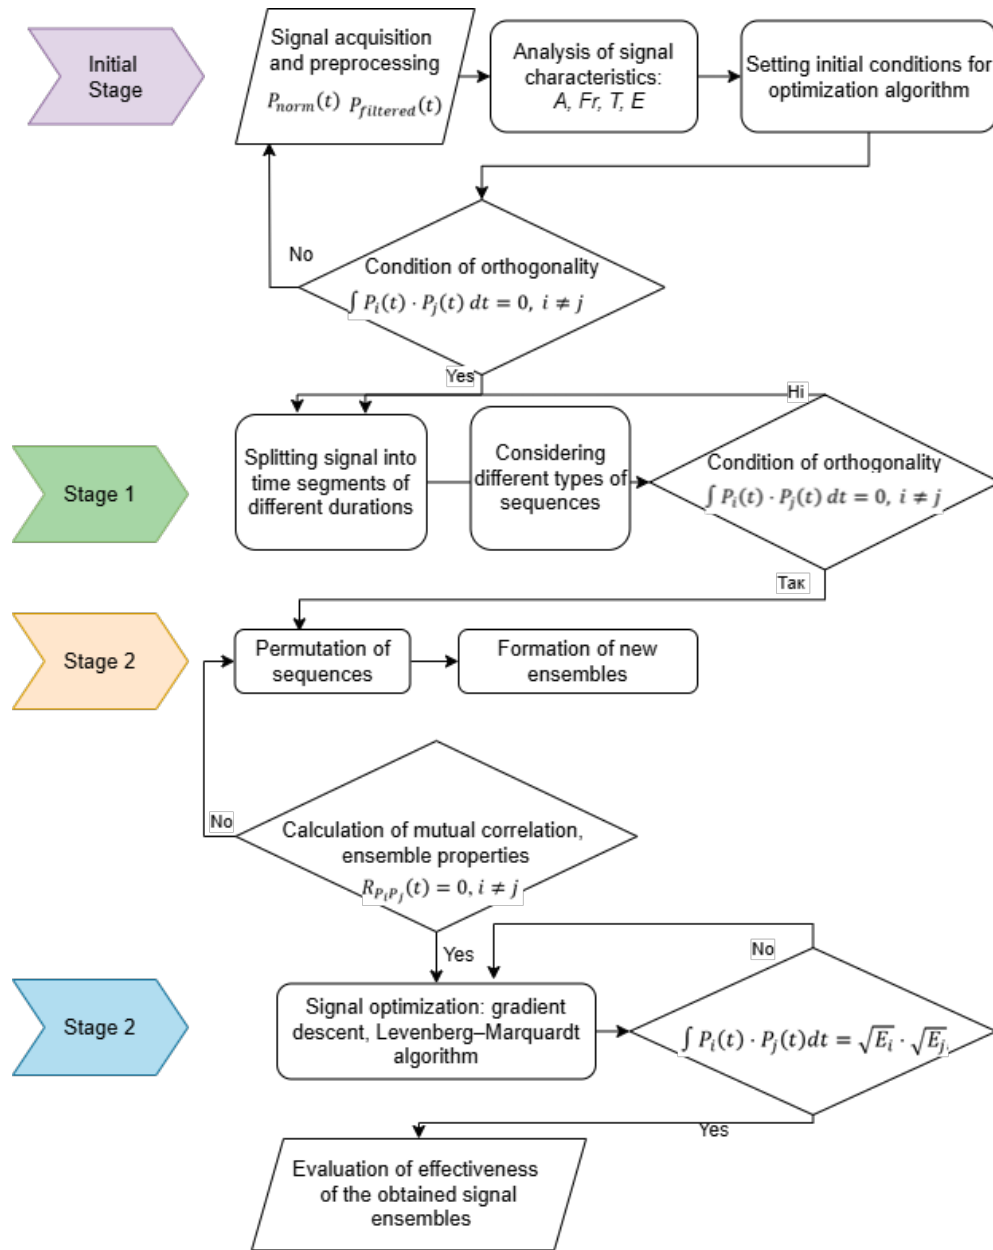 Initial
Stage
Signal acquisition
and preprocessing
P_norm(t) P_filtered(t)
Analysis of signal
characteristics:
A, Fr, T, E
Setting initial conditions for
optimization algorithm
No
Condition of orthogonality
∫ P_i(t) · P_j(t) dt = 0, i ≠ j
Yes
Ні
Stage 1
Splitting signal into
time segments of
different durations
Considering
different types of
sequences
Condition of orthogonality
∫ P_i(t) · P_j(t) dt = 0, i ≠ j
Так
Stage 2
Permutation of
sequences
Formation of new
ensembles
No
Calculation of mutual correlation,
ensemble properties
R_{P_iP_j}(t) = 0, i ≠ j
Yes
No
Stage 2
Signal optimization: gradient
descent, Levenberg–Marquardt
algorithm
∫ P_i(t) · P_j(t)dt = √E_i · √E_j.
Yes
Evaluation of effectiveness
of the obtained signal
ensembles